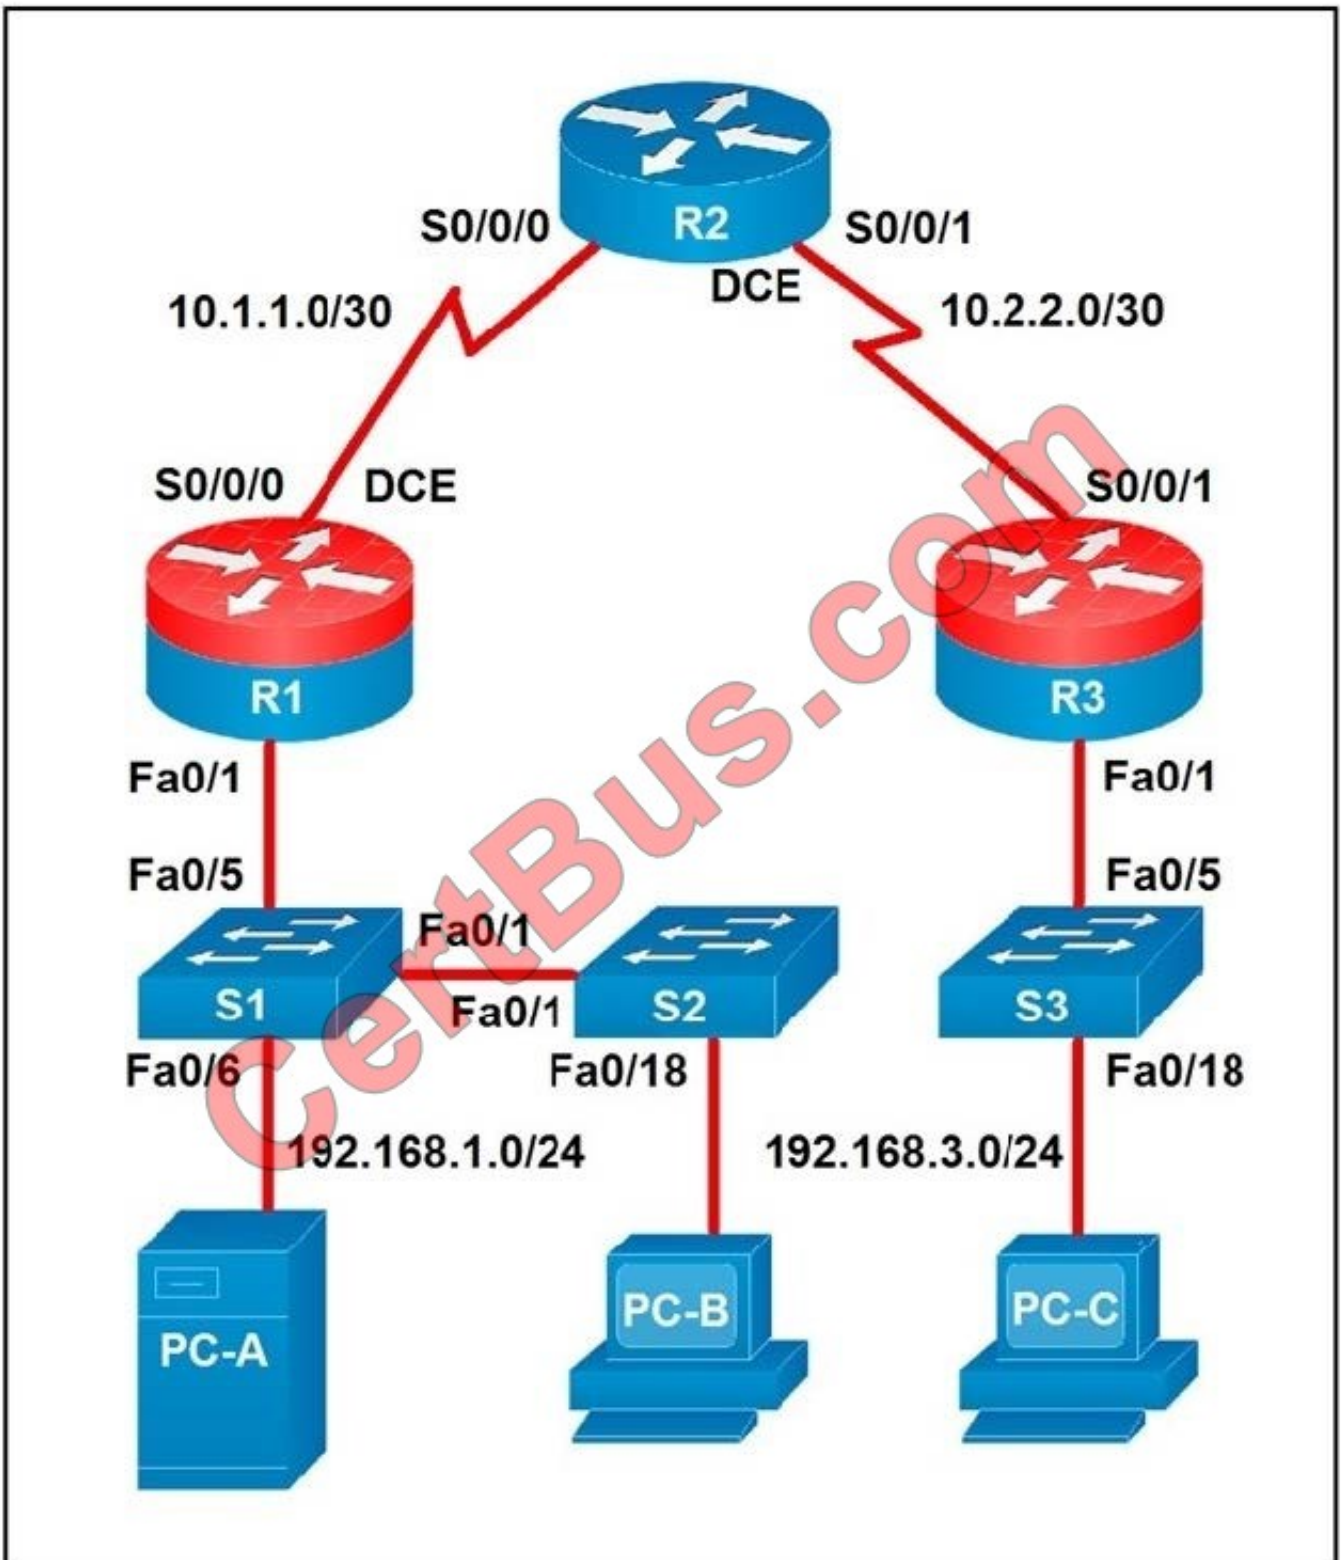 R2
S0/0/0
S0/0/1
DCE
10.1.1.0/30
10.2.2.0/30
S0/0/0
DCE
S0/0/1
R1
R3
Fa0/1
Fa0/1
Fa0/5
Fa0/5
Fa0/1
S1
Fa0/1
S2
S3
Fa0/6
Fa0/18
Fa0/18
192.168.1.0/24
192.168.3.0/24
PC-A
PC-B
PC-C
CertBus.com